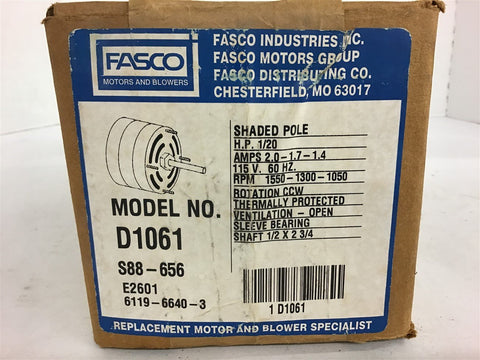 FASCO
MOTORS AND BLOWERS
FASCO INDUSTRIES INC.
FASCO MOTORS GROUP
FASCO DISTRIBUTING CO.
CHESTERFIELD, MO 63017
SHADED POLE
H.P. 1/20
AMPS 2.0-1.7-1.4
115 V. 60 HZ.
RPM 1550-1300-1050
ROTATION CCW
THERMALLY PROTECTED
VENTILATION - OPEN
SLEEVE BEARING
SHAFT 1/2 X 2 3/4
MODEL NO.
D1061
S88-656
E2601
6119-6640-3
1 D1061
REPLACEMENT MOTOR AND BLOWER SPECIALIST